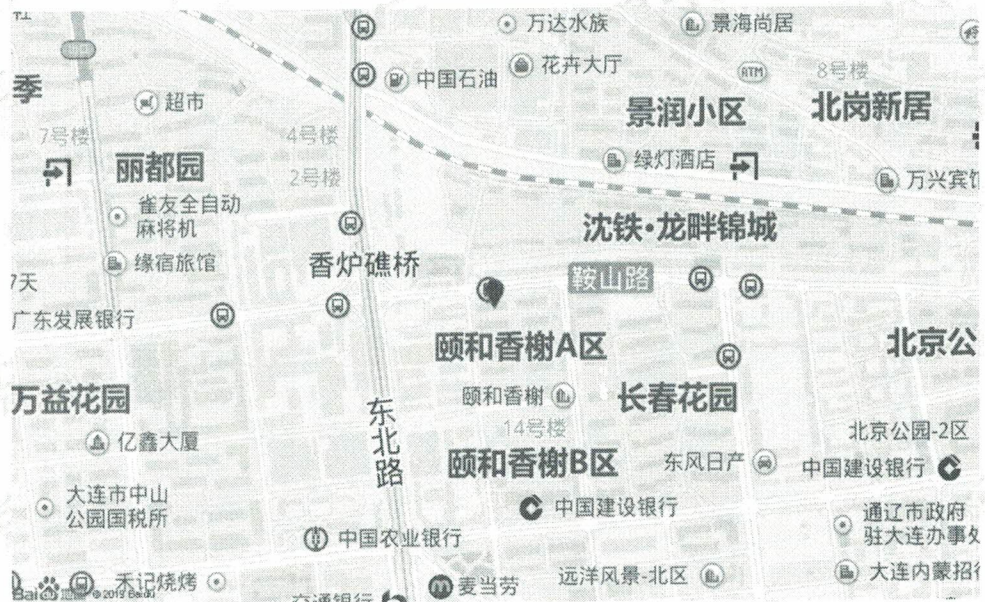 社
万达水族
景海尚居
中国石油
花卉大厅
ATM
8号楼
季
超市
景润小区
北岗新居
7号楼
4号楼
丽都园
2号楼
绿灯酒店
万兴宾馆
雀友全自动
麻将机
沈铁·龙畔锦城
缘宿旅馆
香炉礁桥
鞍山路
7天
广东发展银行
颐和香榭A区
北京公
万益花园
颐和香榭
长春花园
东北路
14号楼
北京公园-2区
亿鑫大厦
颐和香榭B区
东风日产
中国建设银行
大连市中山
公园国税所
中国建设银行
通辽市政府
驻大连办事处
中国农业银行
禾记烧烤
麦当劳
远洋风景-北区
大连内蒙招待
交通银行
© 2015 Baidu